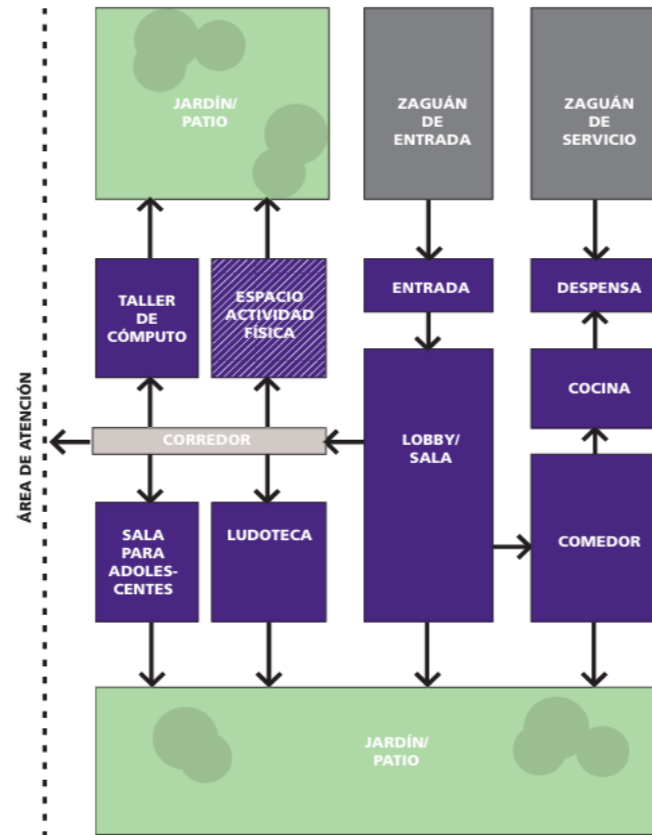 JARDÍN/
PATIO
ZAGUÁN
DE
ENTRADA
ZAGUÁN
DE
SERVICIO
TALLER
DE
CÓMPUTO
ESPACIO
ACTIVIDAD
FÍSICA
ENTRADA
DESPENSA
COCINA
ÁREA DE ATENCIÓN
CORREDOR
LOBBY/
SALA
SALA
PARA
ADOLES-
CENTES
LUDOTECA
COMEDOR
JARDÍN/
PATIO